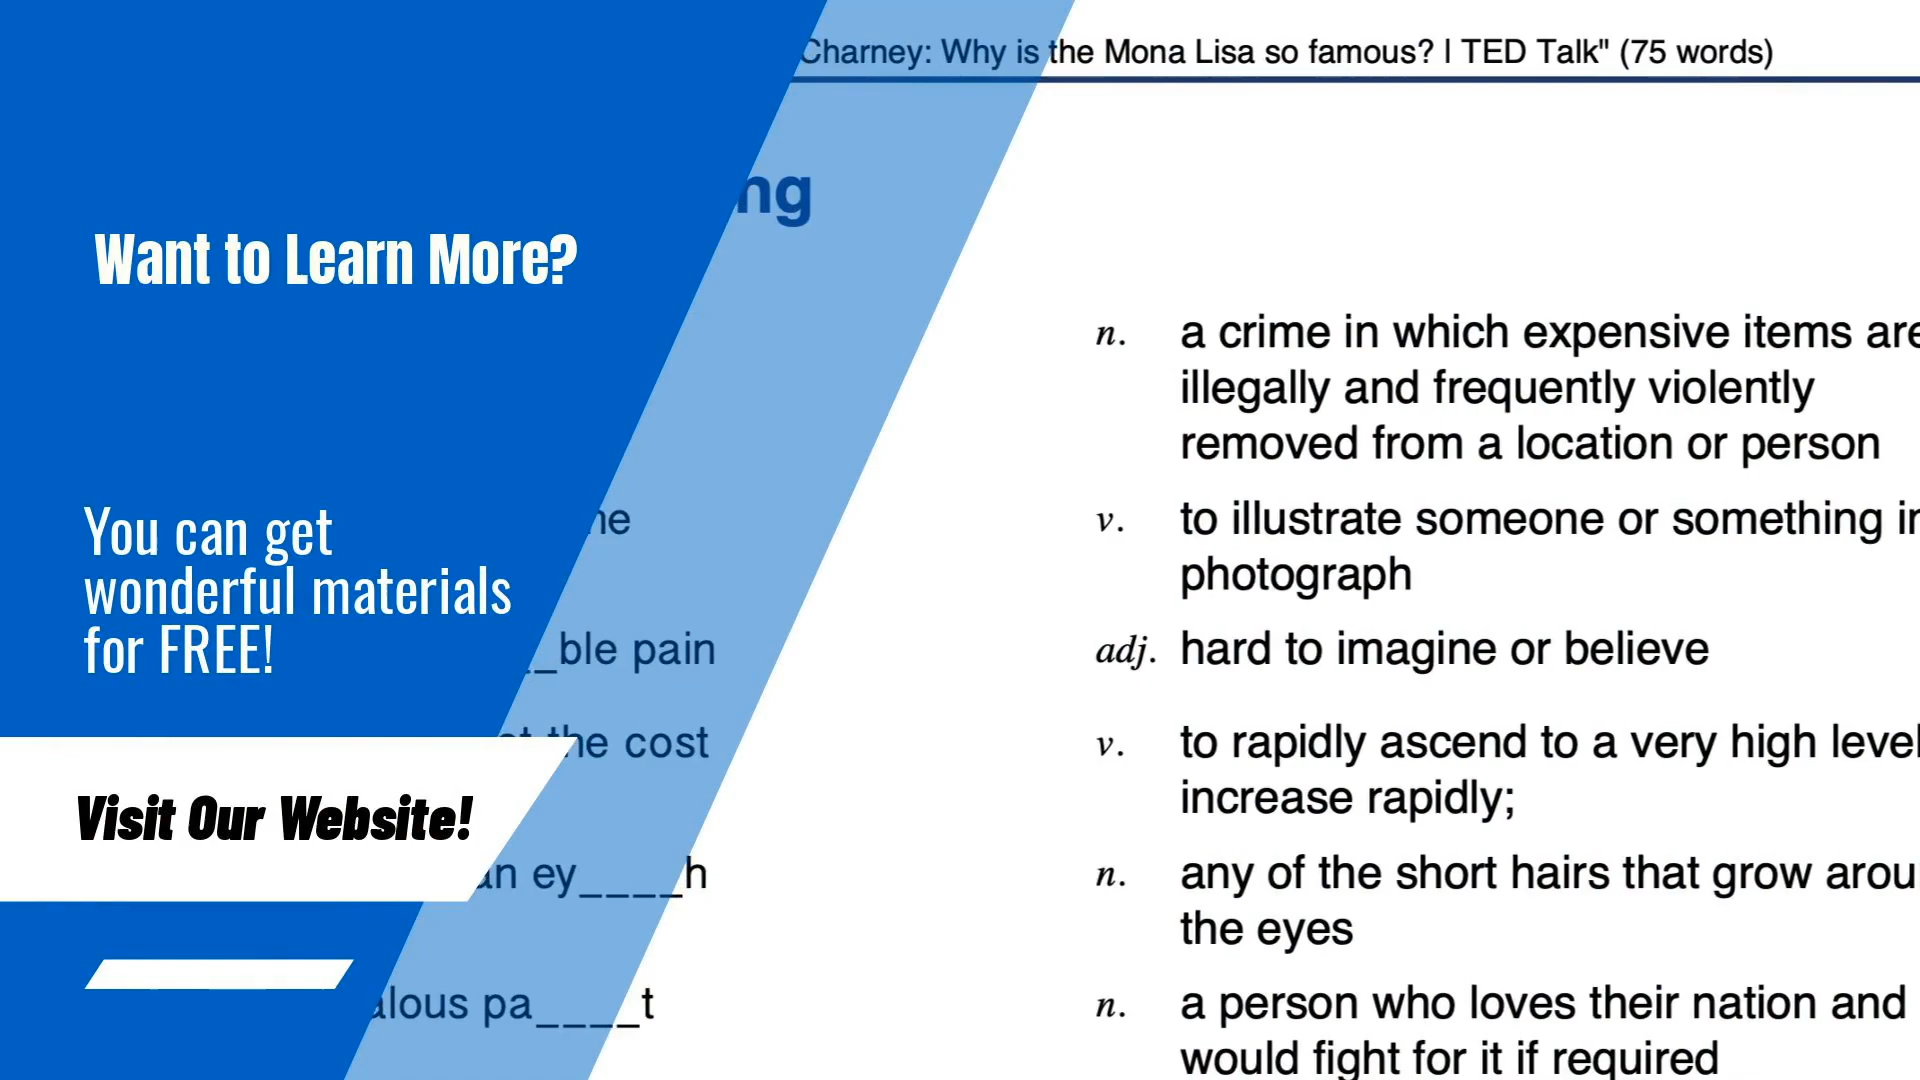 Charney: Why is the Mona Lisa so famous? | TED Talk" (75 words)
ng
Want to Learn More?
You can get
wonderful materials
for FREE!
Visit Our Website!
ne
_ble pain
the cost
an ey____h
alous pa____t
n. a crime in which expensive items are
illegally and frequently violently
removed from a location or person
v. to illustrate someone or something in
photograph
adj. hard to imagine or believe
v. to rapidly ascend to a very high level
increase rapidly;
n. any of the short hairs that grow arou
the eyes
n. a person who loves their nation and
would fight for it if required